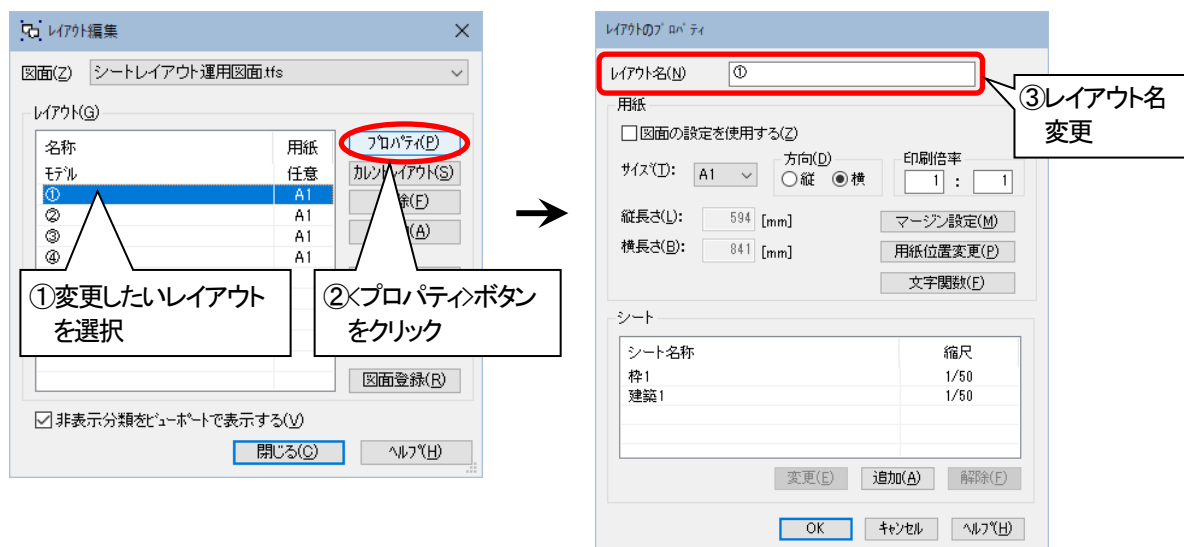 レイアウト編集
図面(Z) シートレイアウト運用図面.tfs
レイアウト(G)
名称 用紙
モデル 任意
① A1
② A1
③ A1
④ A1
プロパティ(P)
カレントレイアウト(S)
除(F)
(A)
図面登録(R)
①変更したいレイアウト
を選択
②<プロパティ>ボタン
をクリック
非表示分類をビューポートで表示する(V)
閉じる(C) ヘルプ(H)
レイアウトのプロパティ
レイアウト名(N) ①
③レイアウト名
変更
用紙
図面の設定を使用する(Z)
サイズ(T): A1 方向(D) 縦 横 印刷倍率 1 : 1
縦長さ(L): 594 [mm] マージン設定(M)
横長さ(B): 841 [mm] 用紙位置変更(P)
文字関数(F)
シート
シート名称 縮尺
枠1 1/50
建築1 1/50
変更(E) 追加(A) 解除(F)
OK キャンセル ヘルプ(H)